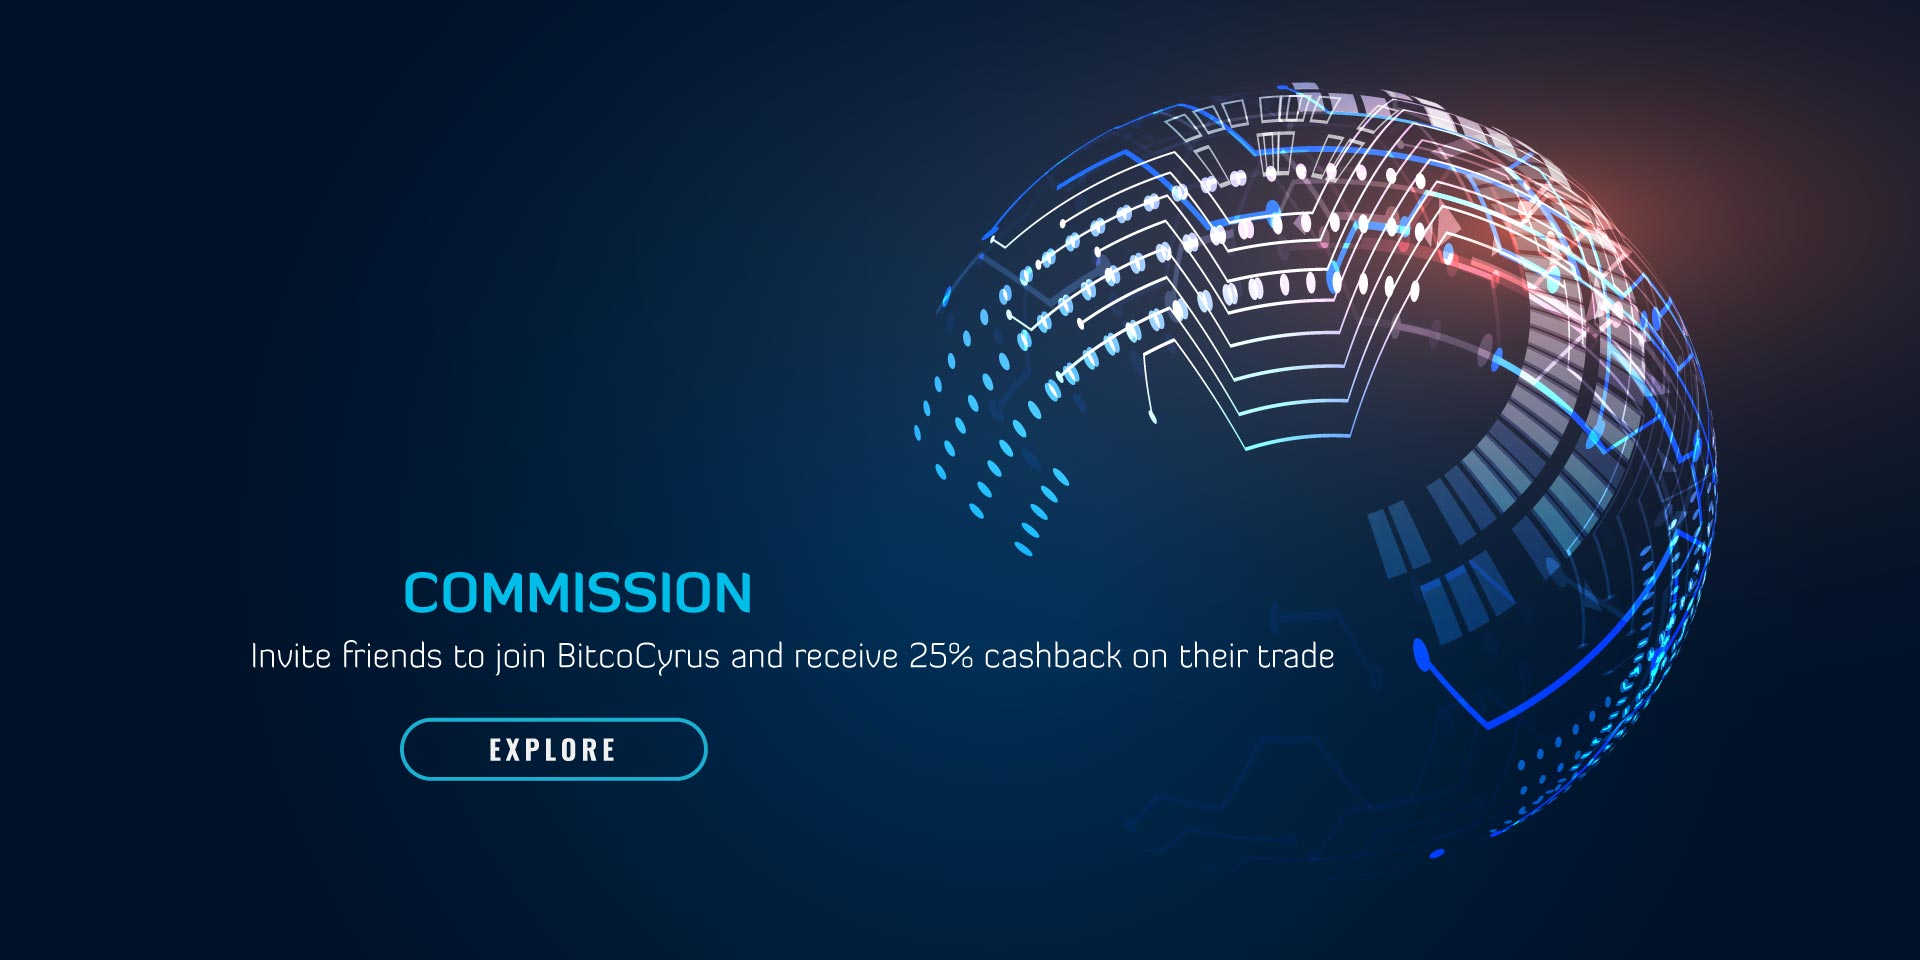 COMMISSION
Invite friends to join BitcoCyrus and receive 25% cashback on their trade
EXPLORE